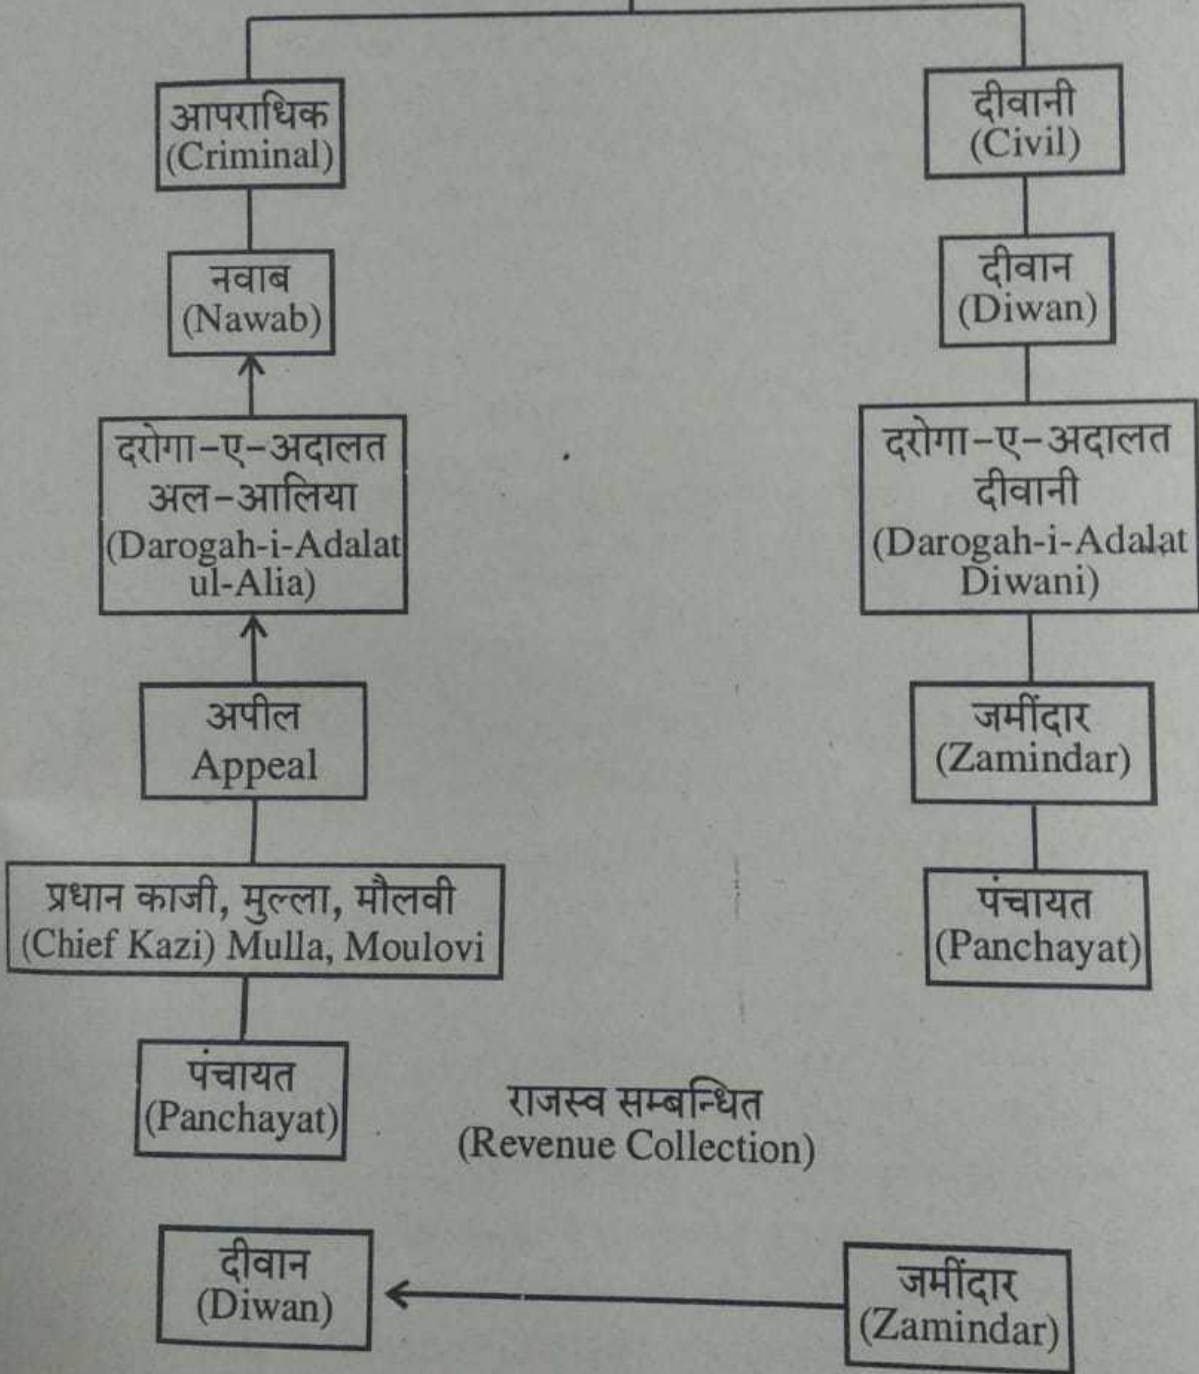 आपराधिक
(Criminal)
नवाब
(Nawab)
दरोगा-ए-अदालत
अल-आलिया
(Darogah-i-Adalat
ul-Alia)
अपील
Appeal
प्रधान काजी, मुल्ला, मौलवी
(Chief Kazi) Mulla, Moulovi
पंचायत
(Panchayat)
दीवानी
(Civil)
दीवान
(Diwan)
दरोगा-ए-अदालत
दीवानी
(Darogah-i-Adalat
Diwani)
जमींदार
(Zamindar)
पंचायत
(Panchayat)
राजस्व सम्बन्धित
(Revenue Collection)
दीवान
(Diwan)
जमींदार
(Zamindar)